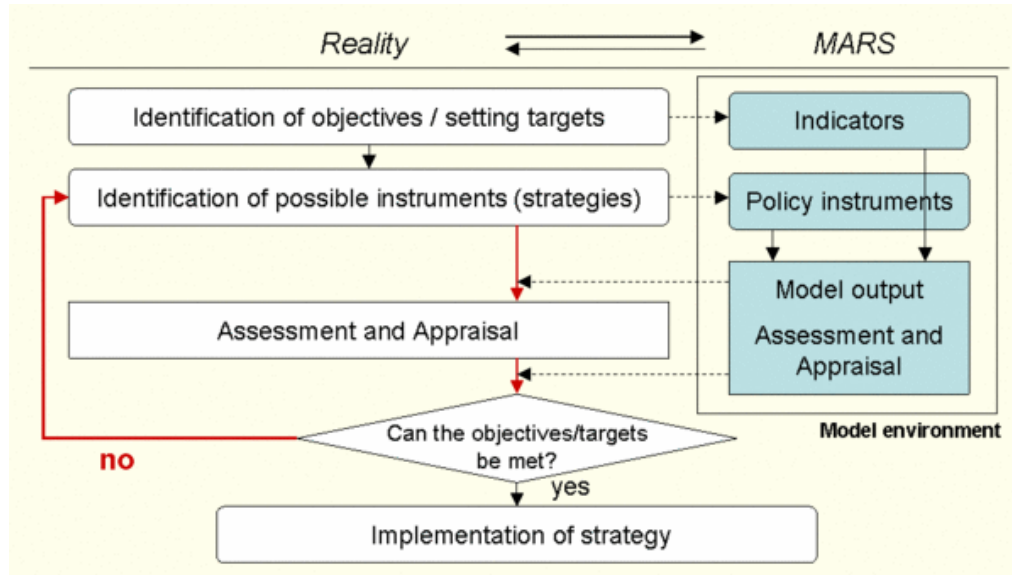 Reality
MARS
Identification of objectives / setting targets
Indicators
Identification of possible instruments (strategies)
Policy instruments
Model output
Assessment and Appraisal
Assessment and
Appraisal
Can the objectives/targets
be met?
Model environment
no
yes
Implementation of strategy